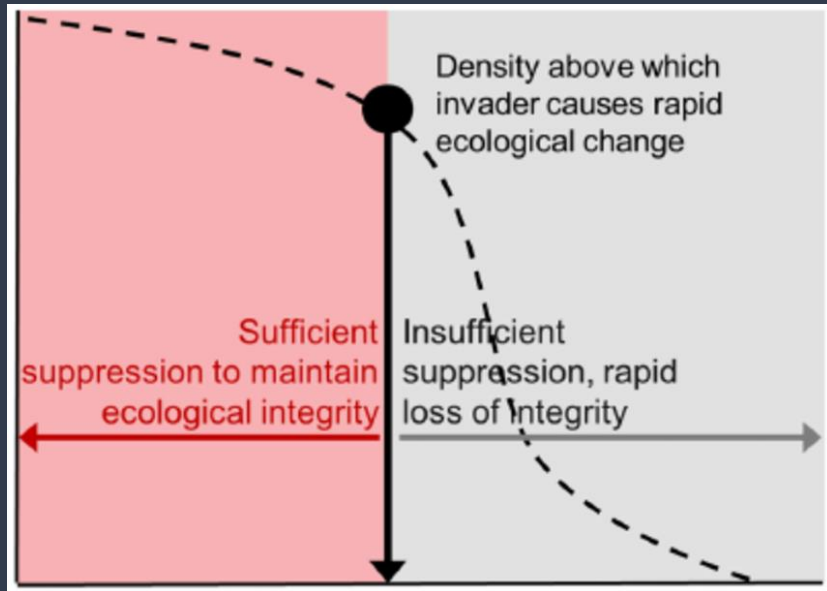 Density above which
invader causes rapid
ecological change
Sufficient
suppression to maintain
ecological integrity
Insufficient
suppression, rapid
loss of integrity